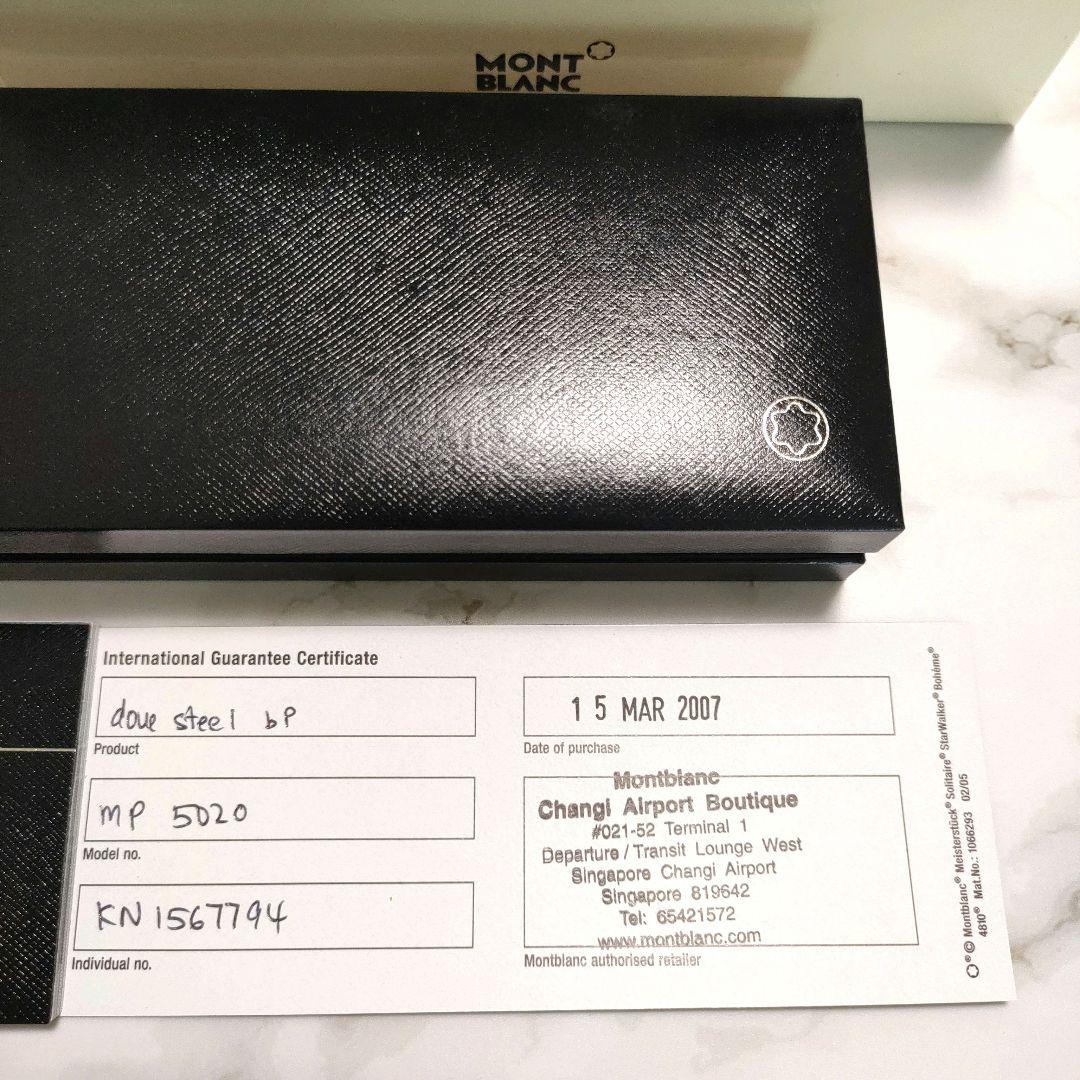 MONT
BLANC
International Guarantee Certificate
doue steel bP
Product
MP 5020
Model no.
KN1567794
Individual no.
15 MAR 2007
Date of purchase
Montblanc
Changi Airport Boutique
#021-52 Terminal 1
Departure / Transit Lounge West
Singapore Changi Airport
Singapore 819642
Tel: 65421572
www.montblanc.com
Montblanc authorised retailer
®© Montblanc® Meisterstück® Solitaire® StarWalker® Bohème®
4810® Mat.No.: 1066293 02/05